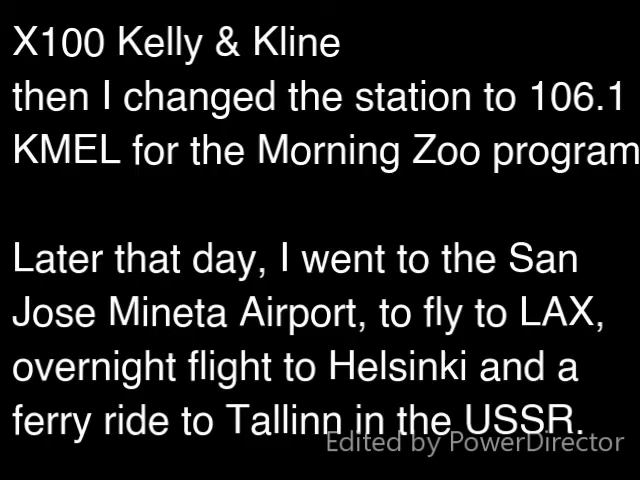 X100 Kelly & Kline
then I changed the station to 106.1
KMEL for the Morning Zoo program
Later that day, I went to the San
Jose Mineta Airport, to fly to LAX,
overnight flight to Helsinki and a
ferry ride to Tallinn in the USSR.
Edited by PowerDirector